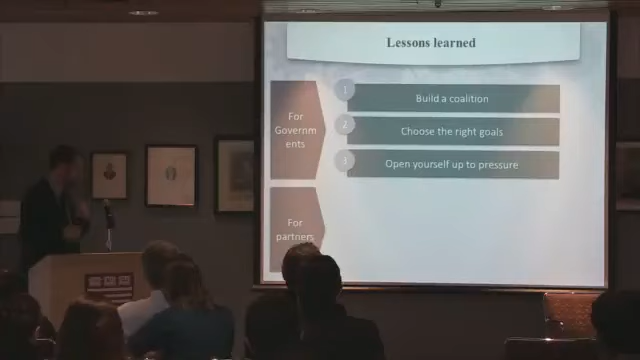 Lessons learned
1
Build a coalition
For
Governm
ents
2
Choose the right goals
3
Open yourself up to pressure
For
partners